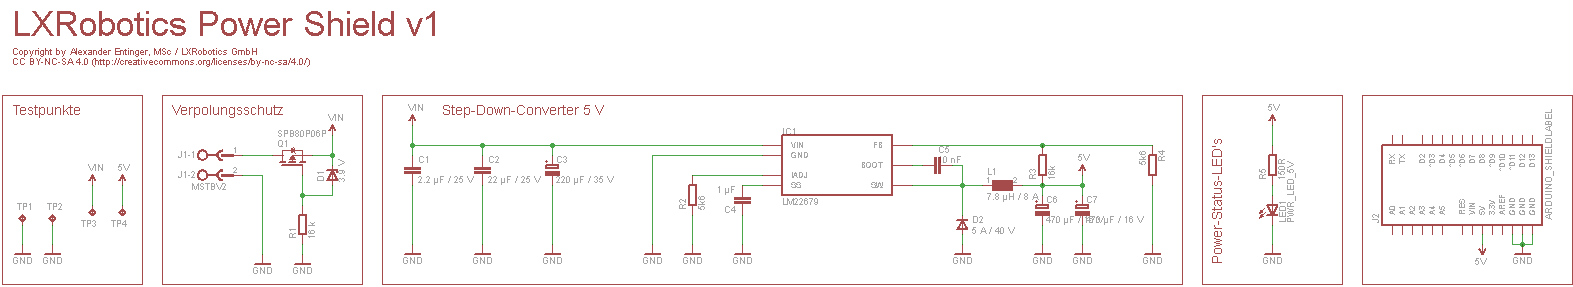 LXRobotics Power Shield v1
Copyright by Alexander Entinger, MSc / LXRobotics GmbH
CC BY-NC-SA 4.0 (http://creativecommons.org/licenses/by-nc-sa/4.0/)
Testpunkte
VIN
5V
TP1
TP2
TP3
TP4
GND
GND
Verpolungsschutz
SPB80P06P
Q1
VIN
J1-1
1
J1-2
2
MSTBV2
D1
3.9 V
R1
16 k
GND
GND
Step-Down-Converter 5 V
VIN
C1
2.2 µF / 25 V
C2
22 µF / 25 V
C3
220 µF / 35 V
GND
GND
GND
IC1
VIN
GND
IADJ
SS
FB
BOOT
SW
LM22679
R2
5k6
1 µF
C4
GND
GND
GND
C5
10 nF
L1
1
2
7.8 µH / 8 A
D2
5 A / 40 V
R3
16k
5V
C6
470 µF /
C7
470 µF / 16 V
R4
5k6
GND
GND
GND
GND
Power-Status-LED's
5V
R5
150R
LED1
PWR_LED_5V
GND
J2
ARDUINO_SHIELDLABEL
RX
TX
D2
*D3
D4
*D5
*D6
D7
D8
*D9
*D10
*D11
D12
D13
A0
A1
A2
A3
A4
A5
RES
VIN
5V
3.3V
AREF
GND
GND
GND
5V
GND